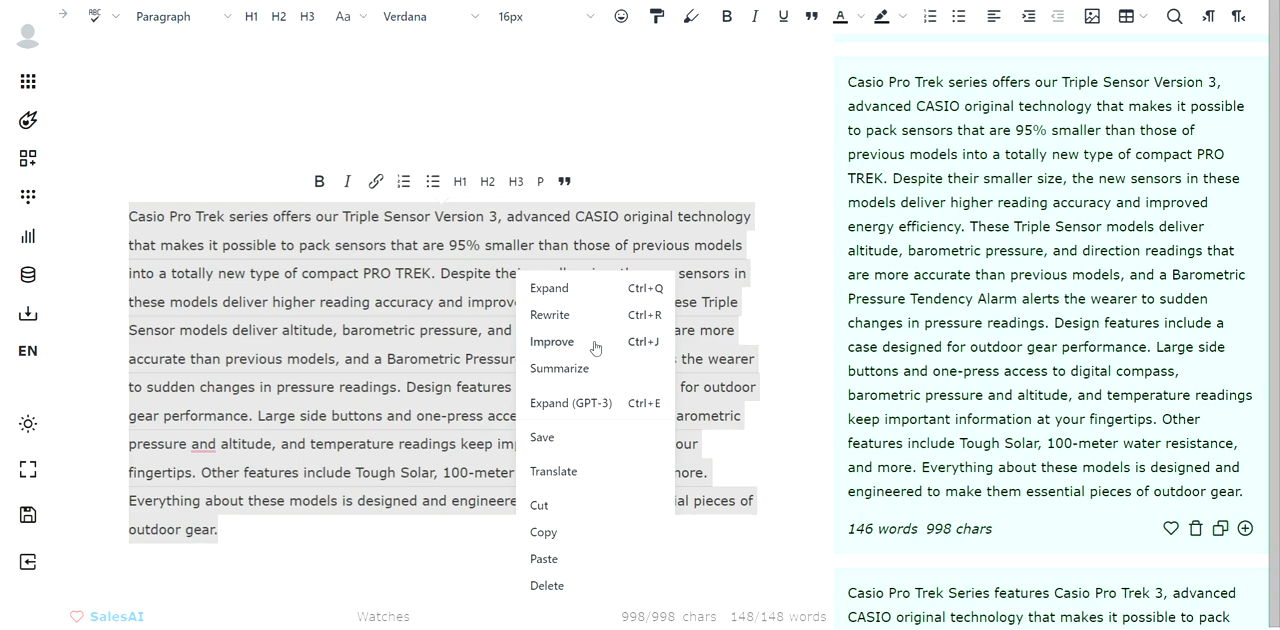 Paragraph H1 H2 H3 Aa Verdana 16px B I U A
EN
B I H1 H2 H3 P
Casio Pro Trek series offers our Triple Sensor Version 3, advanced CASIO original technology
that makes it possible to pack sensors that are 95% smaller than those of previous models
into a totally new type of compact PRO TREK. Despite their sensors in
these models deliver higher reading accuracy and improv ese Triple
Sensor models deliver altitude, barometric pressure, and are more
accurate than previous models, and a Barometric Pressur s the wearer
to sudden changes in pressure readings. Design features for outdoor
gear performance. Large side buttons and one-press acce arometric
pressure and altitude, and temperature readings keep im our
fingertips. Other features include Tough Solar, 100-meter more.
Everything about these models is designed and engineere ial pieces of
outdoor gear.
Expand Ctrl+Q
Rewrite Ctrl+R
Improve Ctrl+J
Summarize
Expand (GPT-3) Ctrl+E
Save
Translate
Cut
Copy
Paste
Delete
SalesAI Watches 998/998 chars 148/148 words
Casio Pro Trek series offers our Triple Sensor Version 3,
advanced CASIO original technology that makes it possible
to pack sensors that are 95% smaller than those of
previous models into a totally new type of compact PRO
TREK. Despite their smaller size, the new sensors in these
models deliver higher reading accuracy and improved
energy efficiency. These Triple Sensor models deliver
altitude, barometric pressure, and direction readings that
are more accurate than previous models, and a Barometric
Pressure Tendency Alarm alerts the wearer to sudden
changes in pressure readings. Design features include a
case designed for outdoor gear performance. Large side
buttons and one-press access to digital compass,
barometric pressure and altitude, and temperature readings
keep important information at your fingertips. Other
features include Tough Solar, 100-meter water resistance,
and more. Everything about these models is designed and
engineered to make them essential pieces of outdoor gear.
146 words 998 chars
Casio Pro Trek Series features Casio Pro Trek 3, advanced
CASIO original technology that makes it possible to pack